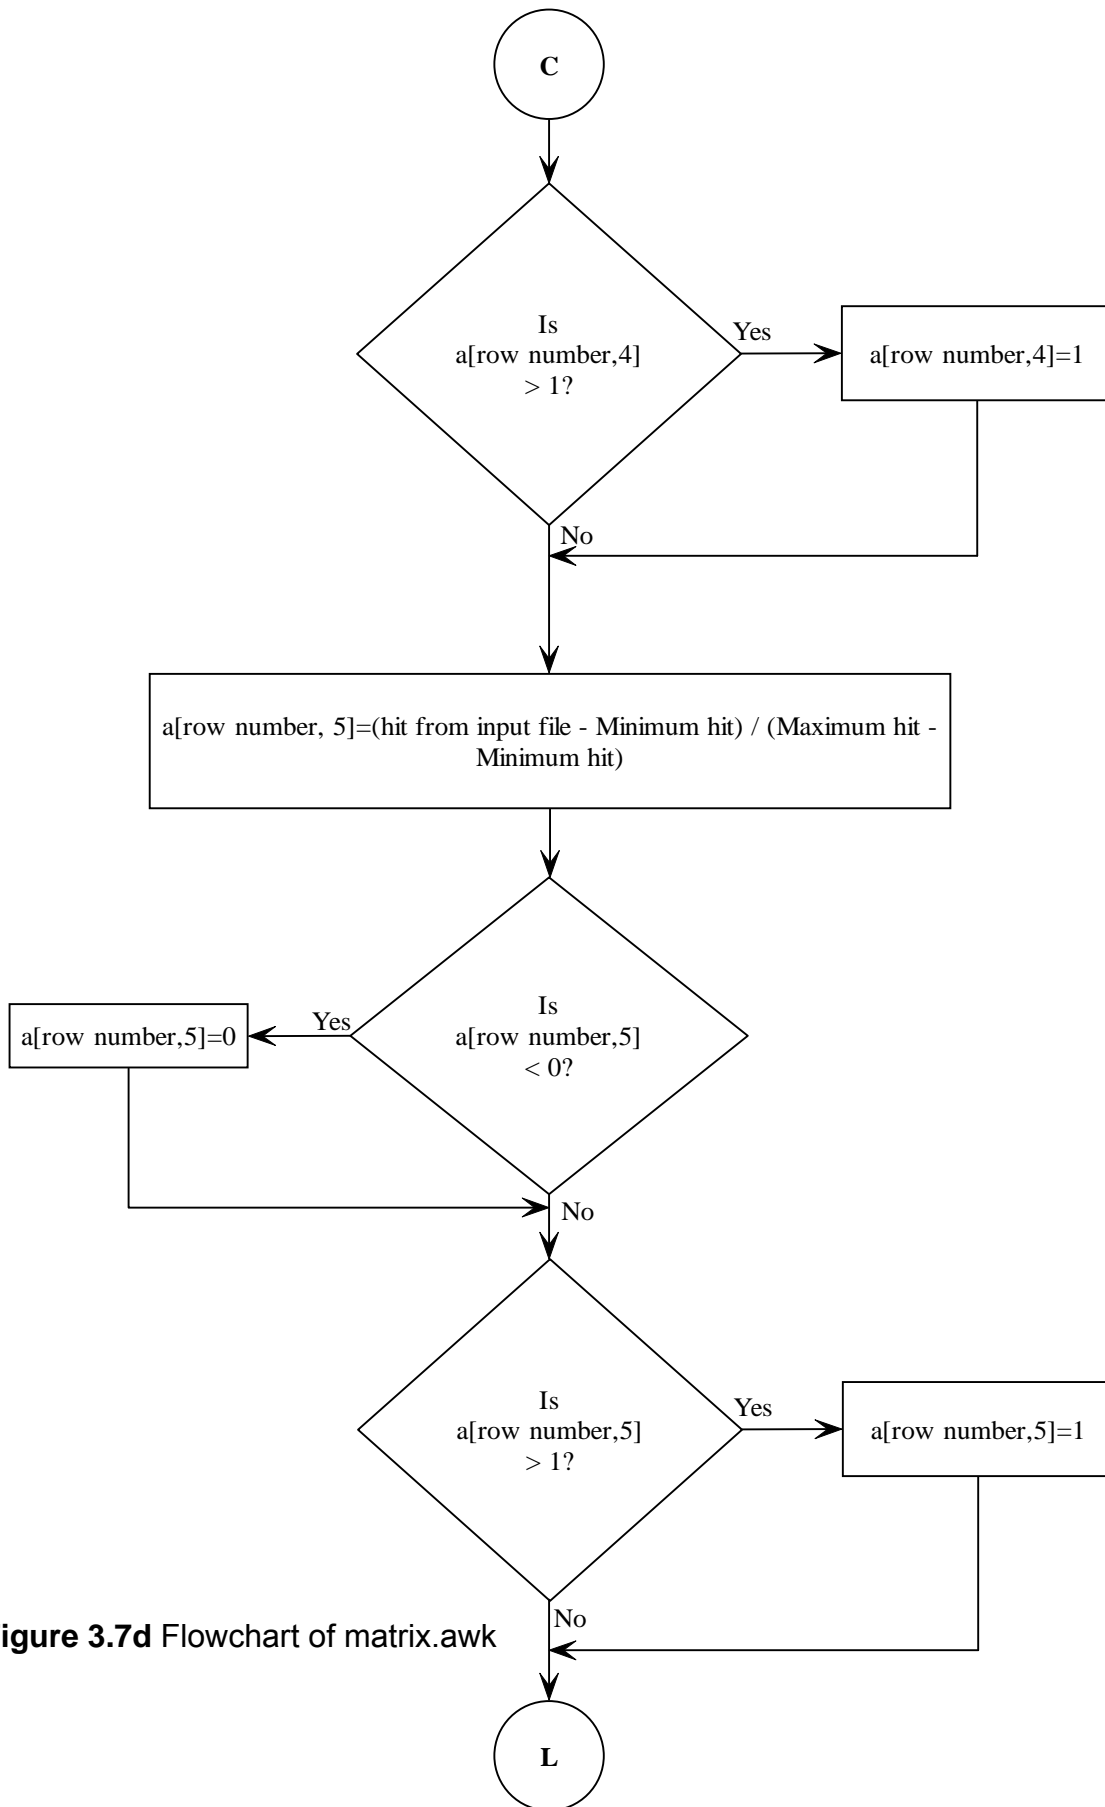 C
Is
a[row number,4]
> 1?
Yes
a[row number,4]=1
No
a[row number, 5]=(hit from input file - Minimum hit) / (Maximum hit -
Minimum hit)
Is
a[row number,5]
< 0?
Yes
a[row number,5]=0
No
Is
a[row number,5]
> 1?
Yes
a[row number,5]=1
No
igure 3.7d Flowchart of matrix.awk
L